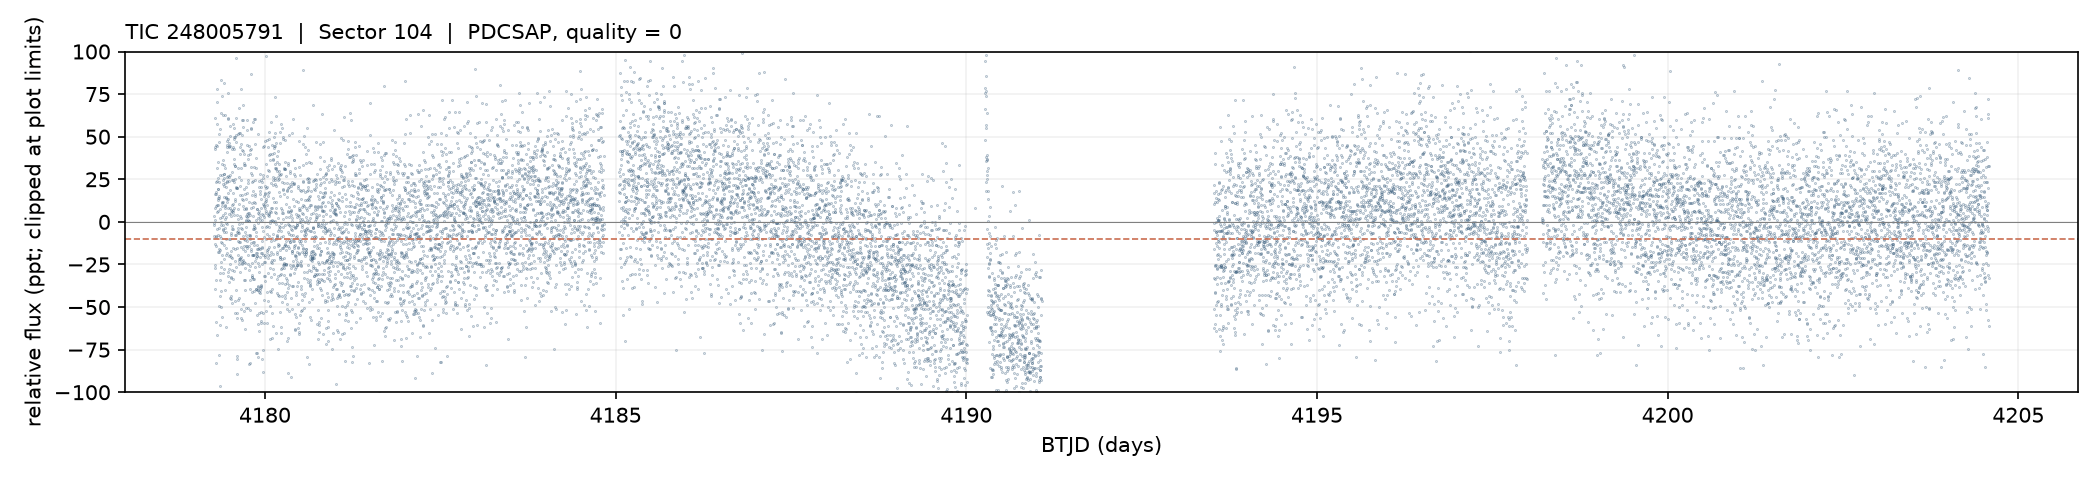 TIC 248005791 | Sector 104 | PDCSAP, quality = 0
relative flux (ppt; clipped at plot limits)
100
75
50
25
0
−25
−50
−75
−100
4180 4185 4190 4195 4200 4205
BTJD (days)